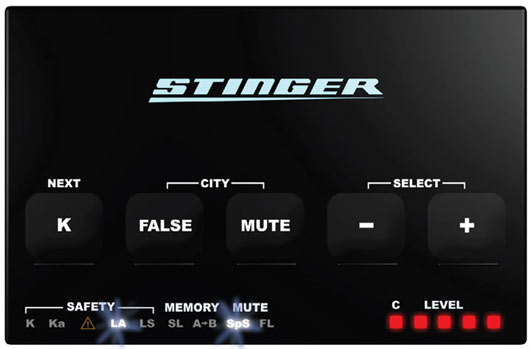 STINGER
NEXT CITY SELECT
K FALSE MUTE - +
SAFETY MEMORY MUTE C LEVEL
K Ka ⚠ LA LS SL A→B SpS FL